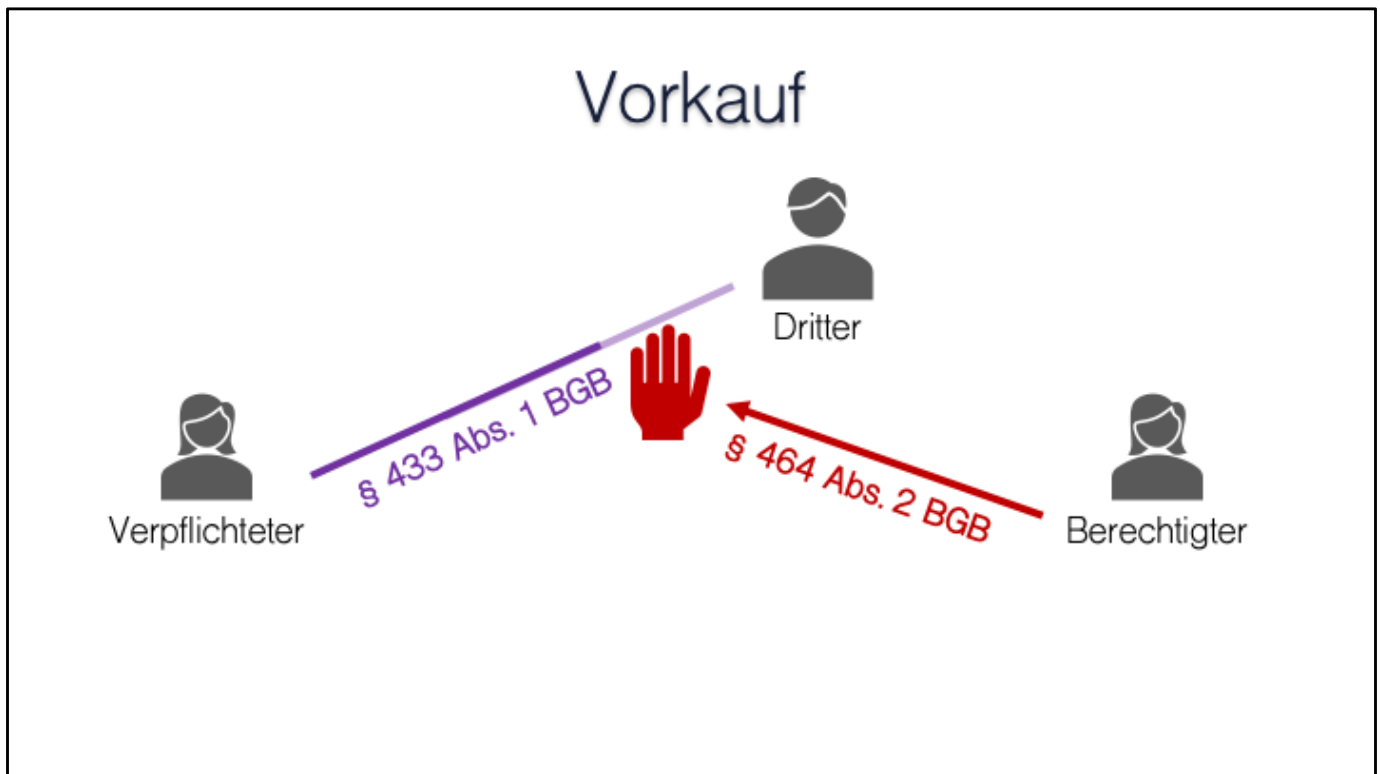 Vorkauf
Dritter
§ 433 Abs. 1 BGB
§ 464 Abs. 2 BGB
Verpflichteter
Berechtigter